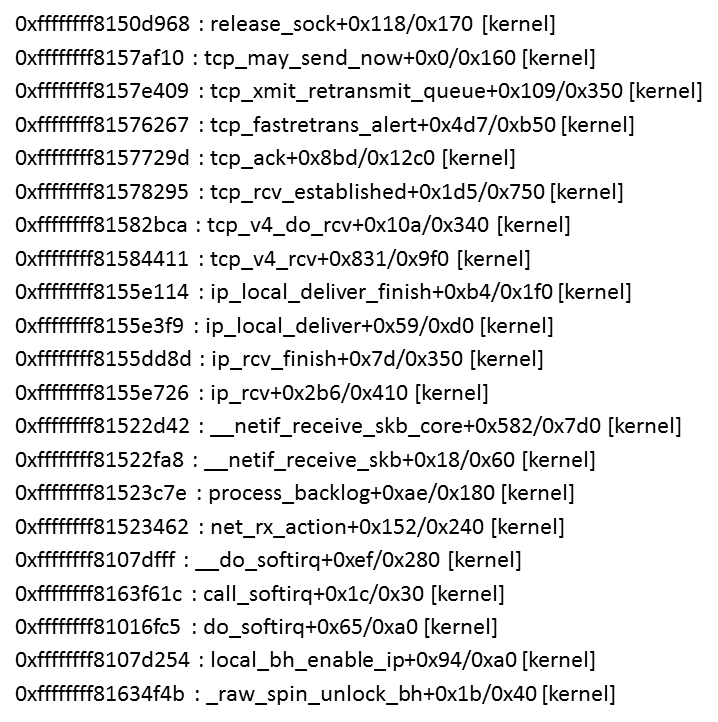 0xffffffff8150d968 : release_sock+0x118/0x170 [kernel]
0xffffffff8157af10 : tcp_may_send_now+0x0/0x160 [kernel]
0xffffffff8157e409 : tcp_xmit_retransmit_queue+0x109/0x350 [kernel]
0xffffffff81576267 : tcp_fastretrans_alert+0x4d7/0xb50 [kernel]
0xffffffff8157729d : tcp_ack+0x8bd/0x12c0 [kernel]
0xffffffff81578295 : tcp_rcv_established+0x1d5/0x750 [kernel]
0xffffffff81582bca : tcp_v4_do_rcv+0x10a/0x340 [kernel]
0xffffffff81584411 : tcp_v4_rcv+0x831/0x9f0 [kernel]
0xffffffff8155e114 : ip_local_deliver_finish+0xb4/0x1f0 [kernel]
0xffffffff8155e3f9 : ip_local_deliver+0x59/0xd0 [kernel]
0xffffffff8155dd8d : ip_rcv_finish+0x7d/0x350 [kernel]
0xffffffff8155e726 : ip_rcv+0x2b6/0x410 [kernel]
0xffffffff81522d42 : __netif_receive_skb_core+0x582/0x7d0 [kernel]
0xffffffff81522fa8 : __netif_receive_skb+0x18/0x60 [kernel]
0xffffffff81523c7e : process_backlog+0xae/0x180 [kernel]
0xffffffff81523462 : net_rx_action+0x152/0x240 [kernel]
0xffffffff8107dfff : __do_softirq+0xef/0x280 [kernel]
0xffffffff8163f61c : call_softirq+0x1c/0x30 [kernel]
0xffffffff81016fc5 : do_softirq+0x65/0xa0 [kernel]
0xffffffff8107d254 : local_bh_enable_ip+0x94/0xa0 [kernel]
0xffffffff81634f4b : _raw_spin_unlock_bh+0x1b/0x40 [kernel]